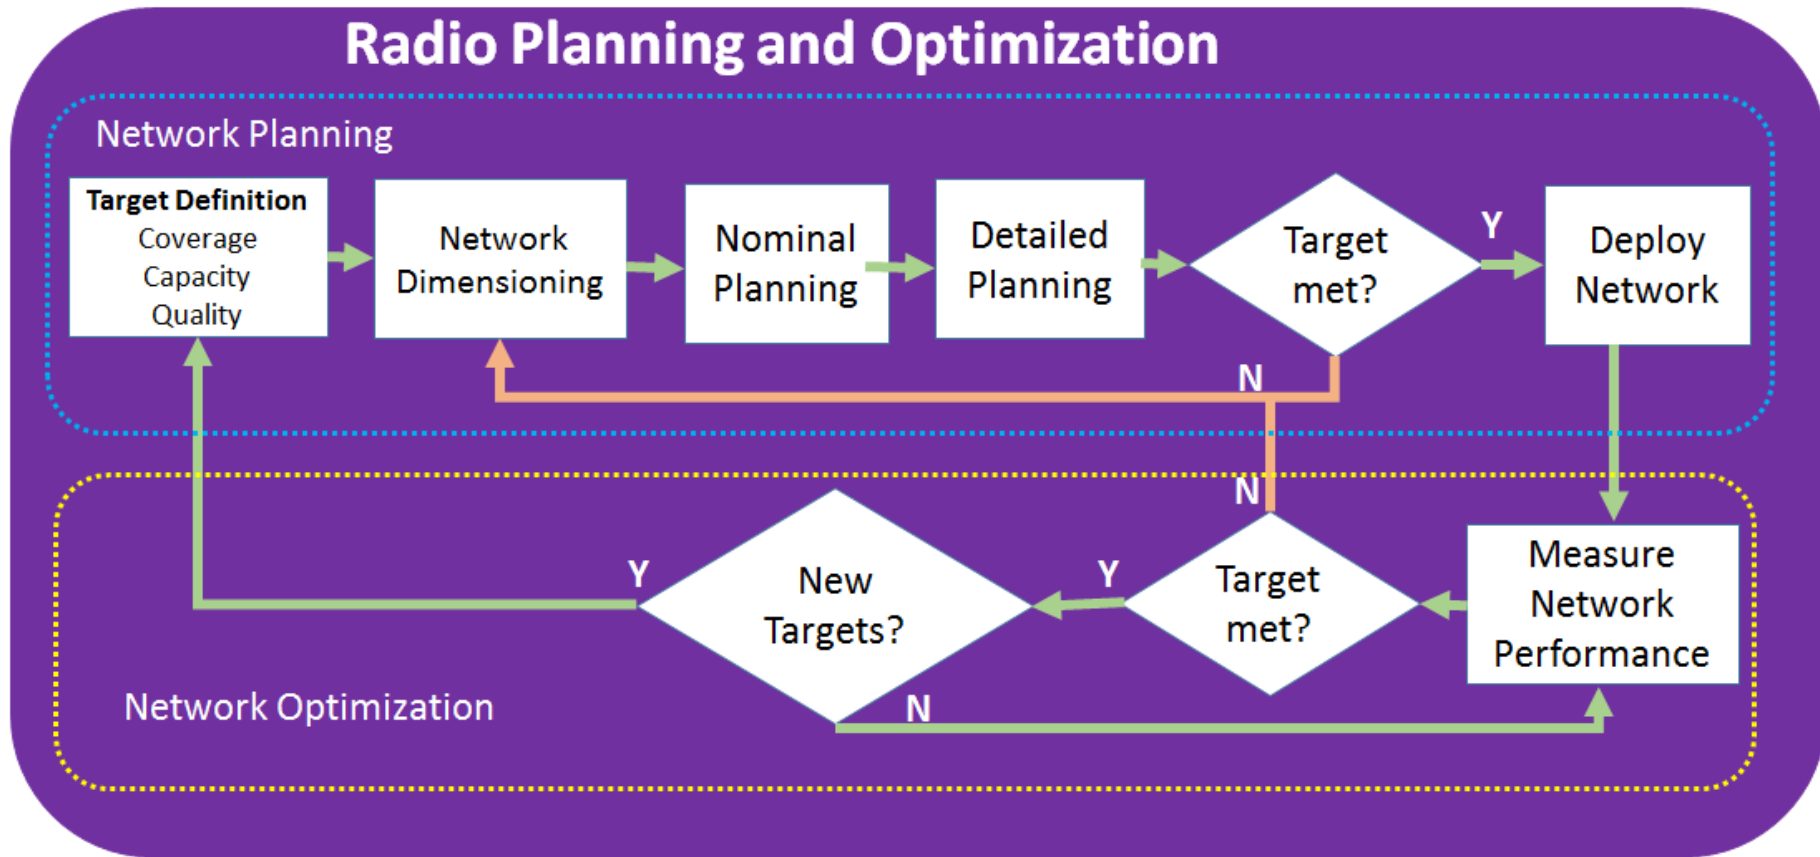 Radio Planning and Optimization
Network Planning
Target Definition
Coverage
Capacity
Quality
Network
Dimensioning
Nominal
Planning
Detailed
Planning
Target
met?
Y
Deploy
Network
N
N
Measure
Network
Performance
Target
met?
Y
New
Targets?
Y
N
Network Optimization